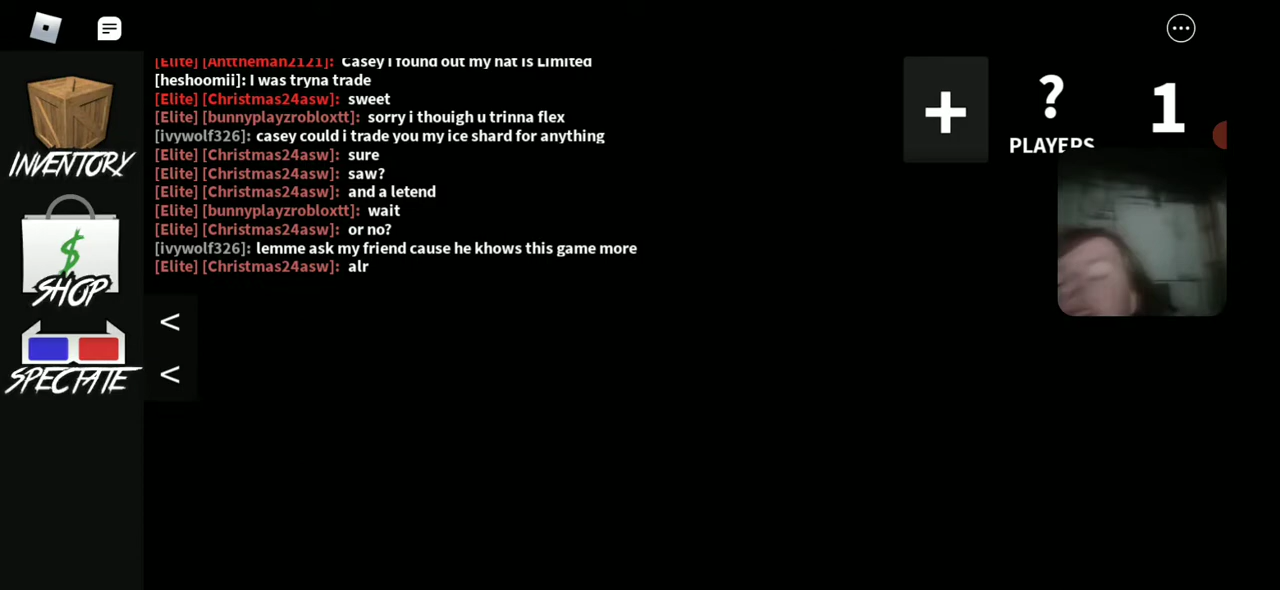 [Elite] [Anttheman2121]: Casey i found out my hat is Limited
[heshoomii]: I was tryna trade
[Elite] [Christmas24asw]: sweet
[Elite] [bunnyplayzrobloxtt]: sorry i thouigh u trinna flex
[ivywolf326]: casey could i trade you my ice shard for anything
[Elite] [Christmas24asw]: sure
[Elite] [Christmas24asw]: saw?
[Elite] [Christmas24asw]: and a letend
[Elite] [bunnyplayzrobloxtt]: wait
[Elite] [Christmas24asw]: or no?
[ivywolf326]: lemme ask my friend cause he khows this game more
[Elite] [Christmas24asw]: alr
INVENTORY
$
SHOP
SPECTATE
<
<
+
?
PLAYERS
1